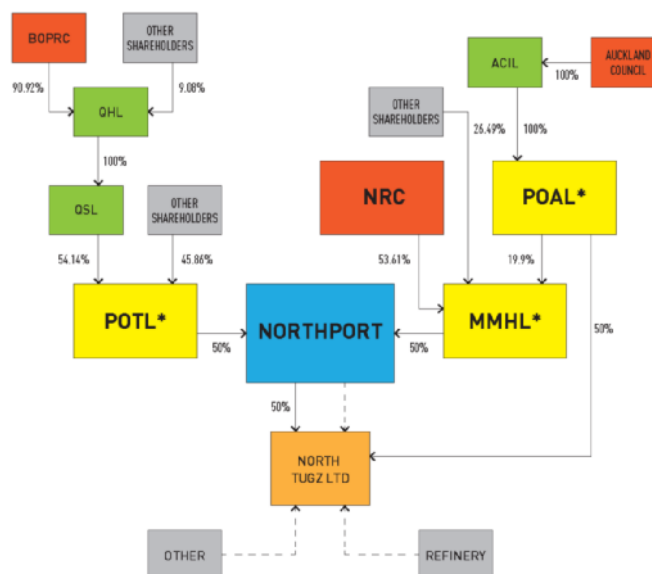 BOPRC
OTHER
SHAREHOLDERS
90.92%
9.08%
QHL
100%
QSL
OTHER
SHAREHOLDERS
54.14%
45.86%
POTL*
50%
ACIL
100%
AUCKLAND
COUNCIL
OTHER
SHAREHOLDERS
26.49%
100%
NRC
POAL*
53.61%
19.9%
NORTHPORT
MMHL*
50%
50%
50%
NORTH
TUGZ LTD
OTHER
REFINERY